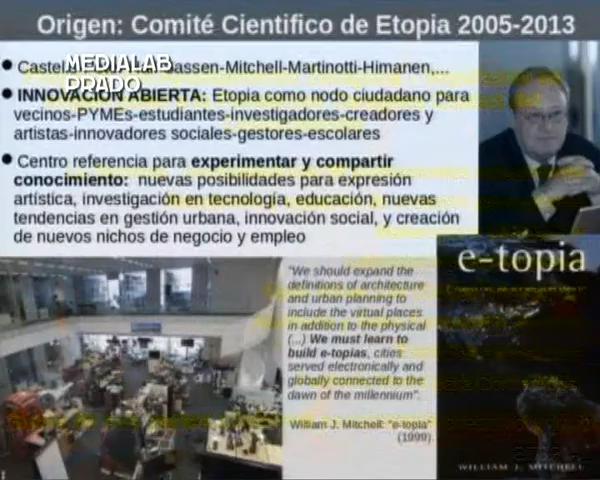 Origen: Comité Cientifico de Etopia 2005-2013
MEDIALAB
PRADO
Sassen-Mitchell-Martinotti-Himanen,...
INNOVACIÓN ABIERTA: Etopia como nodo ciudadano para
vecinos-PYMEs-estudiantes-investigadores-creadores y
artistas-innovadores sociales-gestores-escolares
Centro referencia para experimentar y compartir
conocimiento: nuevas posibilidades para expresión
artística, investigación en tecnología, educación, nuevas
tendencias en gestión urbana, innovación social, y creación
de nuevos nichos de negocio y empleo
e-topia
"We should expand the
definitions of architecture
and urban planning to
include the virtual places
in addition to the physical
(...) We must learn to
build e-topias, cities
served electronically and
globally connected to the
dawn of the millennium".
William J. Mitchell: "e-topia"
(1999)
WILLIAM J. MITCHELL